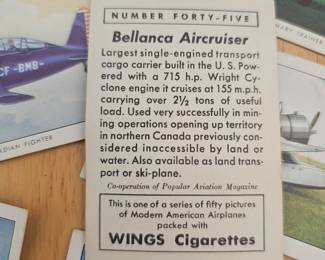 NUMBER FORTY-FIVE
Bellanca Aircruiser
Largest single-engined transport
cargo carrier built in the U. S. Pow-
ered with a 715 h.p. Wright Cy-
clone engine it cruises at 155 m.p.h.
carrying over 2½ tons of useful
load. Used very successfully in min-
ing operations opening up territory
in northern Canada previously con-
sidered inaccessible by land or
water. Also available as land trans-
port or ski-plane.
Co-operation of Popular Aviation Magazine
This is one of a series of fifty pictures
of Modern American Airplanes
packed with
WINGS Cigarettes
CF-BMB-
ADIAN FIGHTER
MARY TRAINER